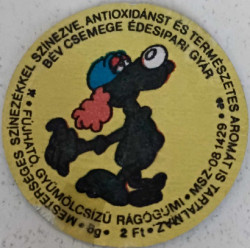 MESTERSÉGES SZÍNEZÉKKEL SZÍNEZVE, ANTIOXIDÁNST ÉS TERMÉSZETES AROMÁT IS TARTALMAZ
BÉV CSEMEGE ÉDESIPARI GYÁR
FÚJHATÓ, GYÜMÖLCSÍZŰ RÁGÓGUMI • MSZ-08 1429
8g • 2 Ft